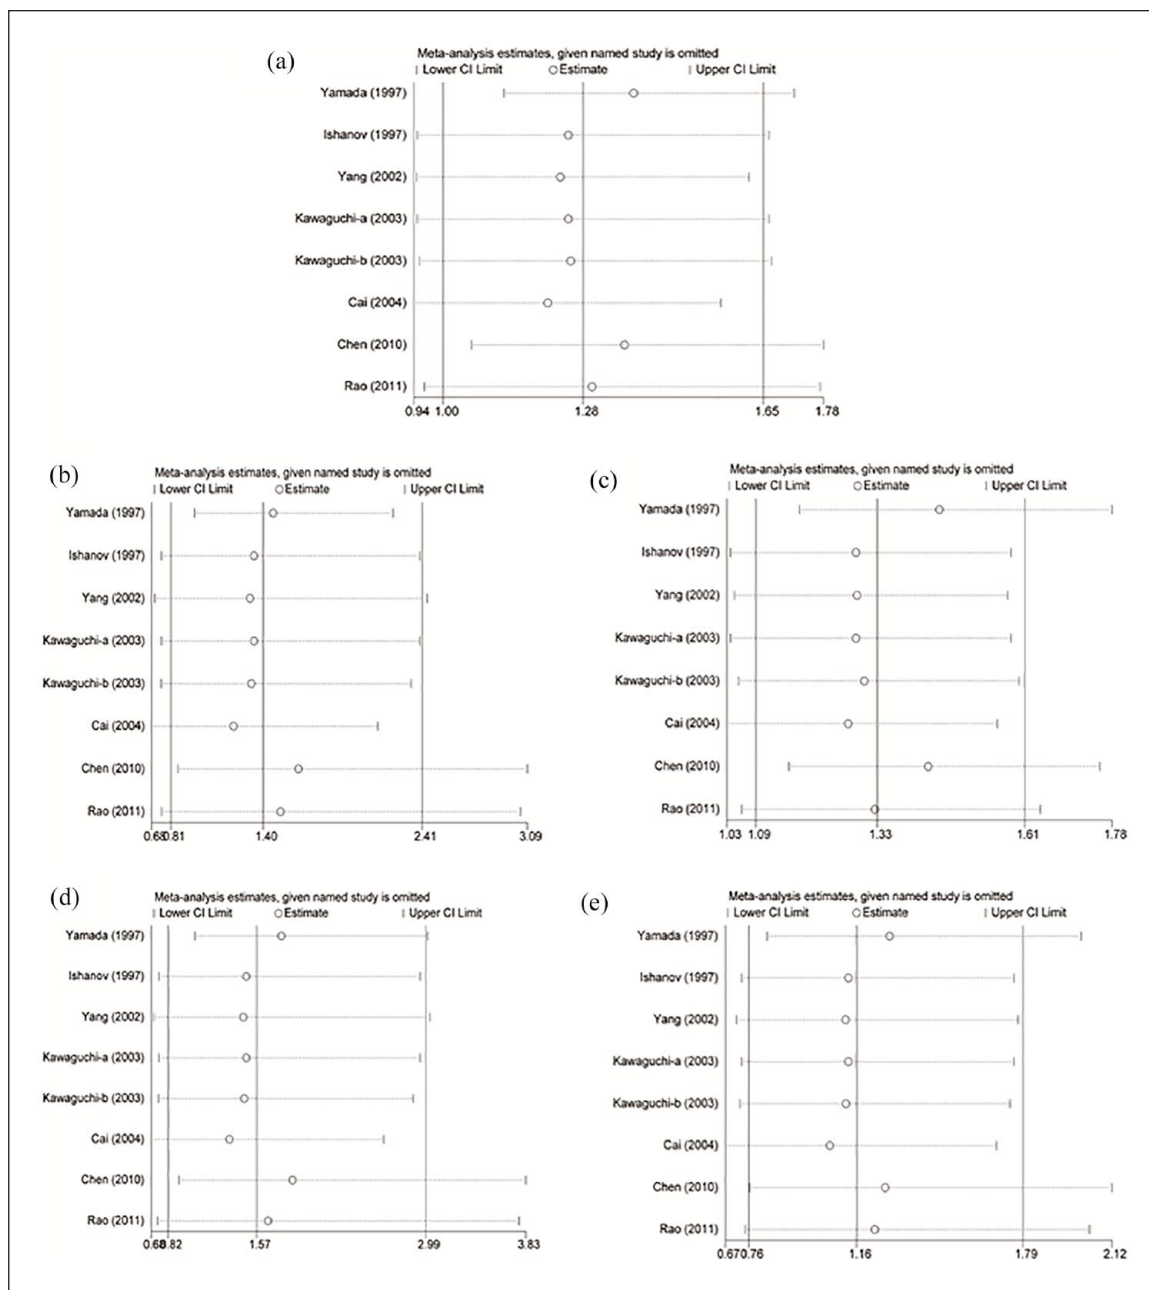 (a)
Meta-analysis estimates, given named study is omitted
Lower CI Limit Estimate Upper CI Limit
Yamada (1997)
Ishanov (1997)
Yang (2002)
Kawaguchi-a (2003)
Kawaguchi-b (2003)
Cai (2004)
Chen (2010)
Rao (2011)
0.94 1.00 1.28 1.65 1.78
(b)
Meta-analysis estimates, given named study is omitted
Lower CI Limit Estimate Upper CI Limit
Yamada (1997)
Ishanov (1997)
Yang (2002)
Kawaguchi-a (2003)
Kawaguchi-b (2003)
Cai (2004)
Chen (2010)
Rao (2011)
0.81 1.40 2.41 3.09
(c)
Meta-analysis estimates, given named study is omitted
Lower CI Limit Estimate Upper CI Limit
Yamada (1997)
Ishanov (1997)
Yang (2002)
Kawaguchi-a (2003)
Kawaguchi-b (2003)
Cai (2004)
Chen (2010)
Rao (2011)
1.03 1.09 1.33 1.61 1.78
(d)
Meta-analysis estimates, given named study is omitted
Lower CI Limit Estimate Upper CI Limit
Yamada (1997)
Ishanov (1997)
Yang (2002)
Kawaguchi-a (2003)
Kawaguchi-b (2003)
Cai (2004)
Chen (2010)
Rao (2011)
0.82 1.57 2.99 3.83
(e)
Meta-analysis estimates, given named study is omitted
Lower CI Limit Estimate Upper CI Limit
Yamada (1997)
Ishanov (1997)
Yang (2002)
Kawaguchi-a (2003)
Kawaguchi-b (2003)
Cai (2004)
Chen (2010)
Rao (2011)
0.67 0.76 1.16 1.79 2.12